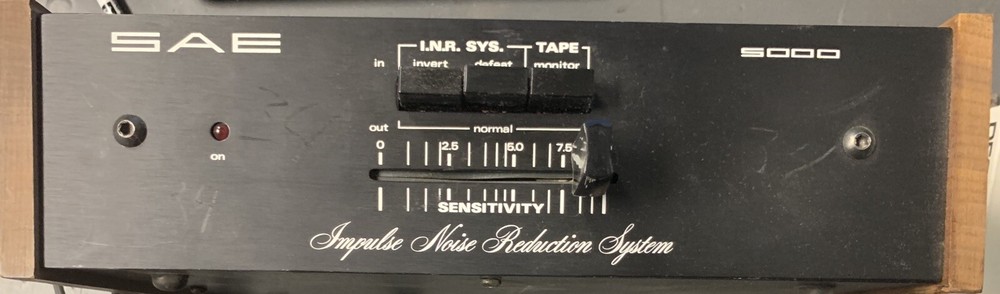 SAE
I.N.R. SYS. TAPE
5000
in invert defeat monitor
out normal
on
0 2.5 5.0 7.5
SENSITIVITY
Impulse Noise Reduction System